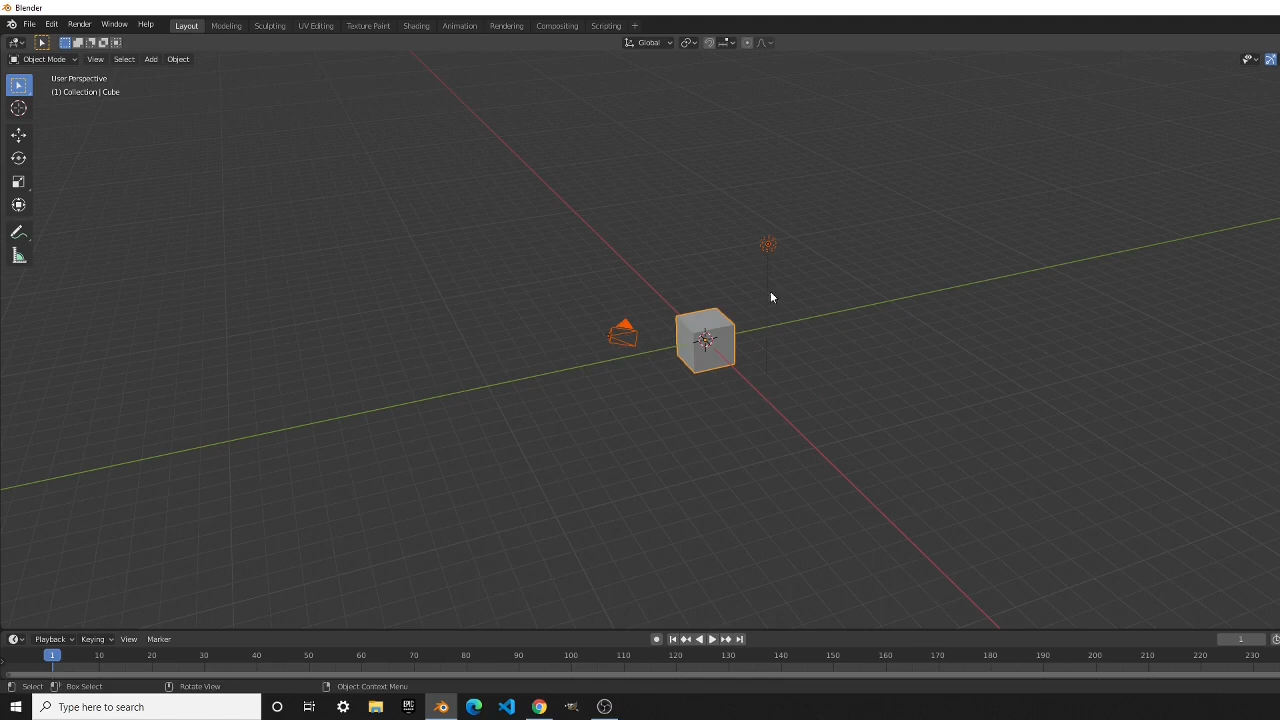 Blender
File Edit Render Window Help Layout Modeling Sculpting UV Editing Texture Paint Shading Animation Rendering Compositing Scripting +
Global
Object Mode View Select Add Object
User Perspective
(1) Collection | Cube
Playback Keying View Marker 1
1 10 20 30 40 50 60 70 80 90 100 110 120 130 140 150 160 170 180 190 200 210 220 230
Select Box Select Rotate View Object Context Menu
Type here to search EPIC